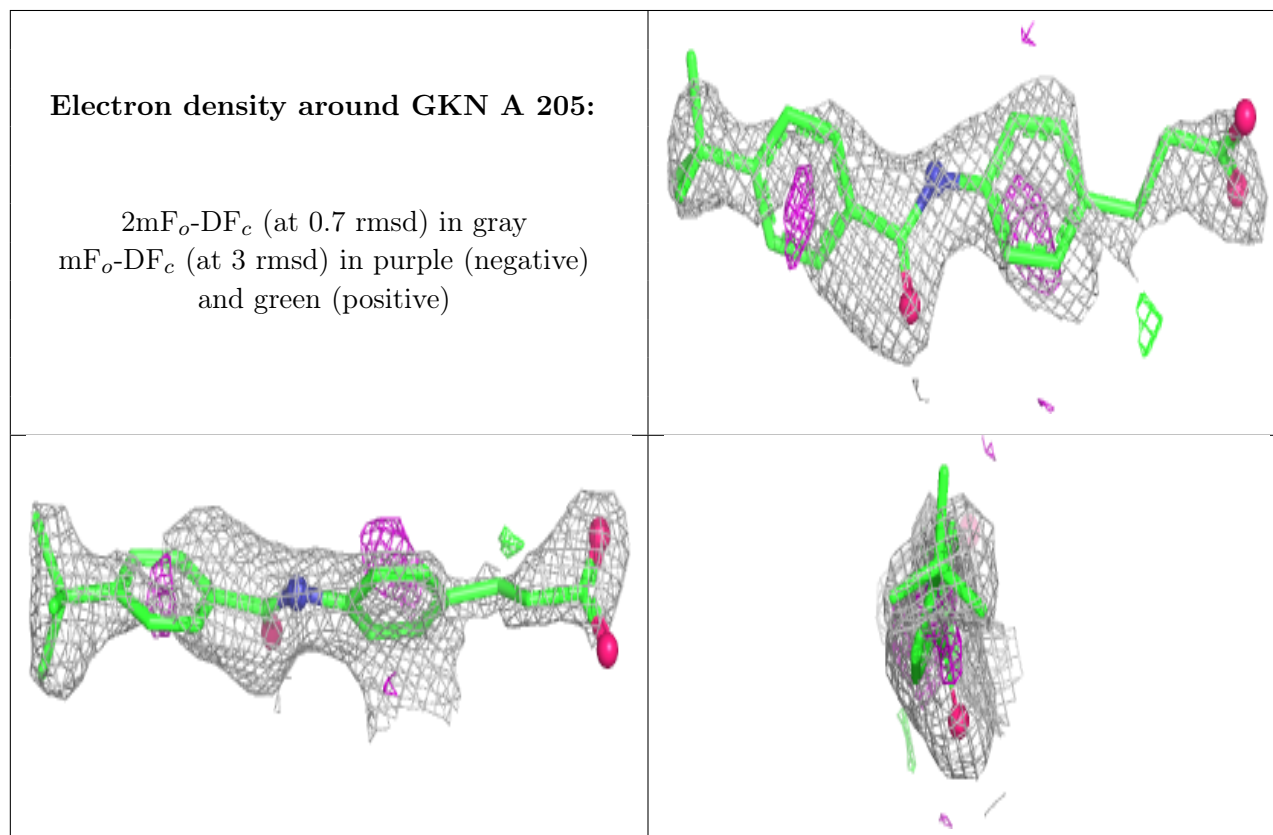 Electron density around GKN A 205:
2mFₒ-DF𝒸 (at 0.7 rmsd) in gray
mFₒ-DF𝒸 (at 3 rmsd) in purple (negative)
and green (positive)